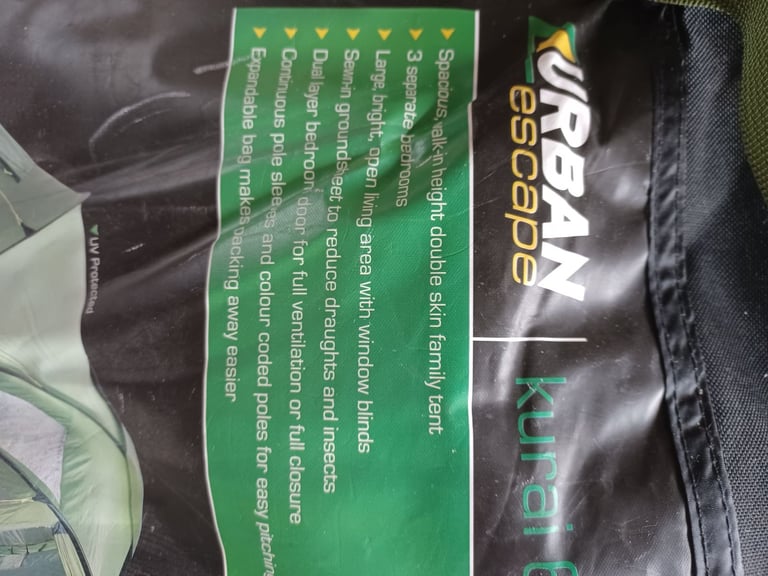 URBAN
escape
kurai
Spacious, walk-in height double skin family tent
3 separate bedrooms
Large, bright, open living area with window blinds
Sewn-in groundsheet to reduce draughts and insects
Dual layer bedroom door for full ventilation or full closure
Continuous pole sleeves and colour coded poles for easy pitching
Expandable bag makes packing away easier
UV Protected